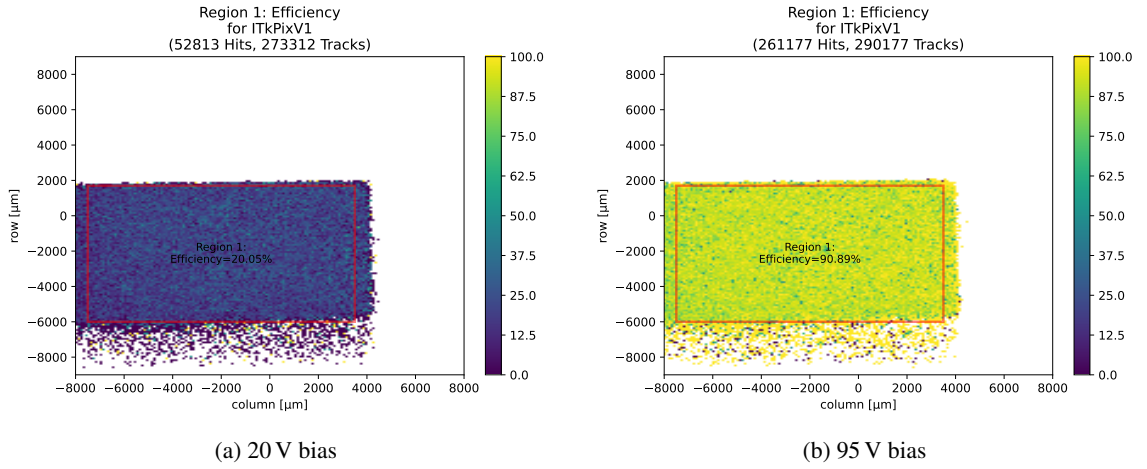 Region 1: Efficiency
for ITkPixV1
(52813 Hits, 273312 Tracks)
8000
6000
4000
2000
0
−2000
−4000
−6000
−8000
row [µm]
−8000 −6000 −4000 −2000 0 2000 4000 6000 8000
column [µm]
Region 1:
Efficiency=20.05%
100.0
87.5
75.0
62.5
50.0
37.5
25.0
12.5
0.0
(a) 20 V bias
Region 1: Efficiency
for ITkPixV1
(261177 Hits, 290177 Tracks)
8000
6000
4000
2000
0
−2000
−4000
−6000
−8000
row [µm]
−8000 −6000 −4000 −2000 0 2000 4000 6000 8000
column [µm]
Region 1:
Efficiency=90.89%
100.0
87.5
75.0
62.5
50.0
37.5
25.0
12.5
0.0
(b) 95 V bias